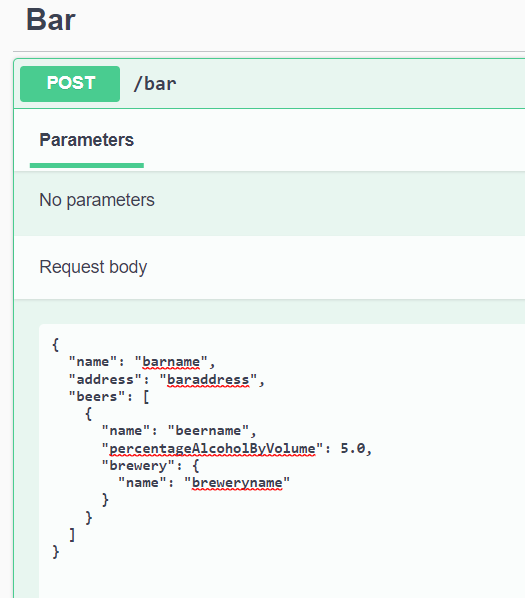 Bar
POST /bar
Parameters
No parameters
Request body
{
  "name": "barname",
  "address": "baraddress",
  "beers": [
    {
      "name": "beername",
      "percentageAlcoholByVolume": 5.0,
      "brewery": {
        "name": "breweryname"
      }
    }
  ]
}